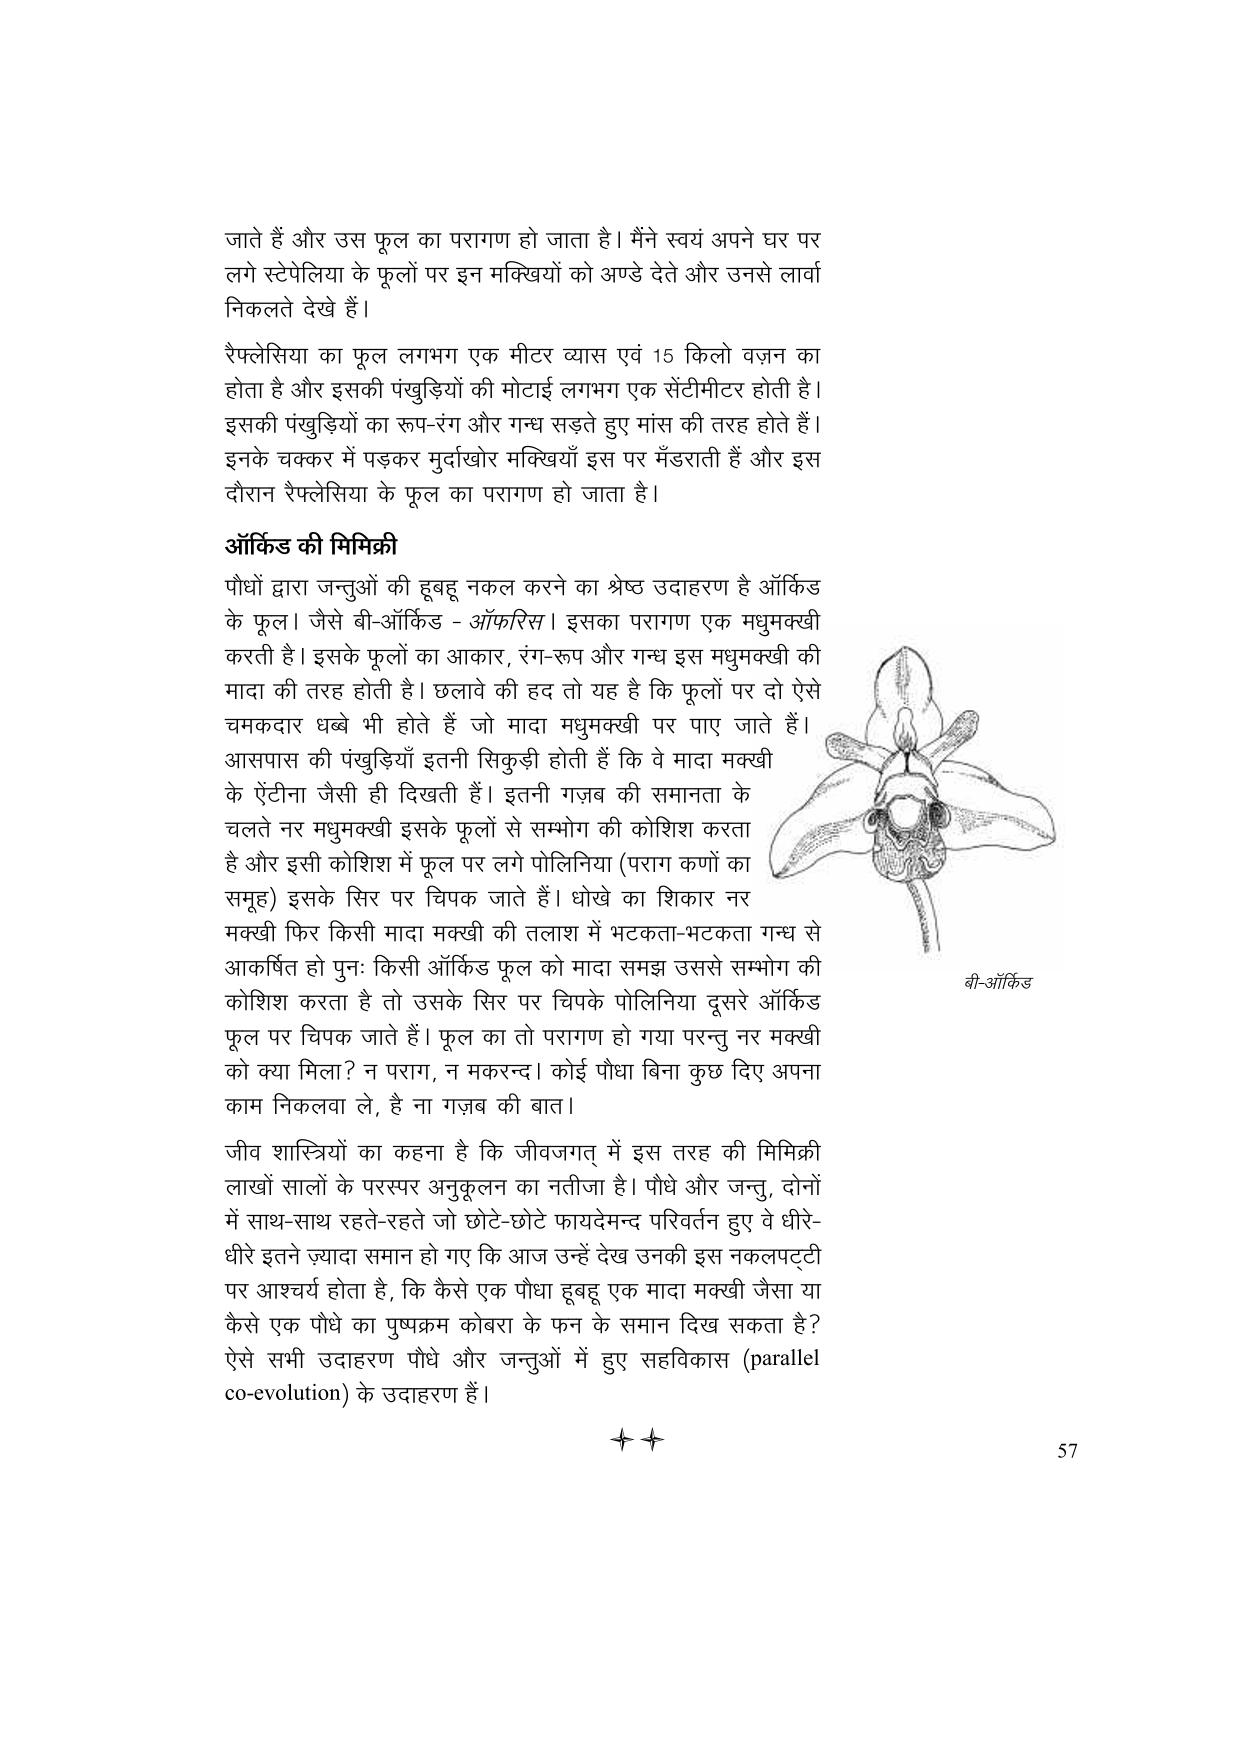 जाते हैं और उस फूल का परागण हो जाता है। मैंने स्वयं अपने घर पर
लगे स्टेपेलिया के फूलों पर इन मक्खियों को अण्डे देते और उनसे लार्वा
निकलते देखे हैं।
रैफ्लेसिया का फूल लगभग एक मीटर व्यास एवं 15 किलो वज़न का
होता है और इसकी पंखुड़ियों की मोटाई लगभग एक सेंटीमीटर होती है।
इसकी पंखुड़ियों का रूप-रंग और गन्ध सड़ते हुए मांस की तरह होते हैं।
इनके चक्कर में पड़कर मुर्दाखोर मक्खियाँ इस पर मँडराती हैं और इस
दौरान रैफ्लेसिया के फूल का परागण हो जाता है।
ऑर्किड की मिमिक्री
पौधों द्वारा जन्तुओं की हूबहू नकल करने का श्रेष्ठ उदाहरण है ऑर्किड
के फूल। जैसे बी-ऑर्किड - ऑफरिस। इसका परागण एक मधुमक्खी
करती है। इसके फूलों का आकार, रंग-रूप और गन्ध इस मधुमक्खी की
मादा की तरह होती है। छलावे की हद तो यह है कि फूलों पर दो ऐसे
चमकदार धब्बे भी होते हैं जो मादा मधुमक्खी पर पाए जाते हैं।
आसपास की पंखुड़ियाँ इतनी सिकुड़ी होती हैं कि वे मादा मक्खी
के ऐंटीना जैसी ही दिखती हैं। इतनी गज़ब की समानता के
चलते नर मधुमक्खी इसके फूलों से सम्भोग की कोशिश करता
है और इसी कोशिश में फूल पर लगे पोलिनिया (पराग कणों का
समूह) इसके सिर पर चिपक जाते हैं। धोखे का शिकार नर
मक्खी फिर किसी मादा मक्खी की तलाश में भटकता-भटकता गन्ध से
आकर्षित हो पुनः किसी ऑर्किड फूल को मादा समझ उससे सम्भोग की
कोशिश करता है तो उसके सिर पर चिपके पोलिनिया दूसरे ऑर्किड
फूल पर चिपक जाते हैं। फूल का तो परागण हो गया परन्तु नर मक्खी
को क्या मिला? न पराग, न मकरन्द। कोई पौधा बिना कुछ दिए अपना
काम निकलवा ले, है ना गज़ब की बात।
बी-ऑर्किड
जीव शास्त्रियों का कहना है कि जीवजगत् में इस तरह की मिमिक्री
लाखों सालों के परस्पर अनुकूलन का नतीजा है। पौधे और जन्तु, दोनों
में साथ-साथ रहते-रहते जो छोटे-छोटे फायदेमन्द परिवर्तन हुए वे धीरे-
धीरे इतने ज़्यादा समान हो गए कि आज उन्हें देख उनकी इस नकलपट्टी
पर आश्चर्य होता है, कि कैसे एक पौधा हूबहू एक मादा मक्खी जैसा या
कैसे एक पौधे का पुष्पक्रम कोबरा के फन के समान दिख सकता है?
ऐसे सभी उदाहरण पौधे और जन्तुओं में हुए सहविकास (parallel
co-evolution) के उदाहरण हैं।
57